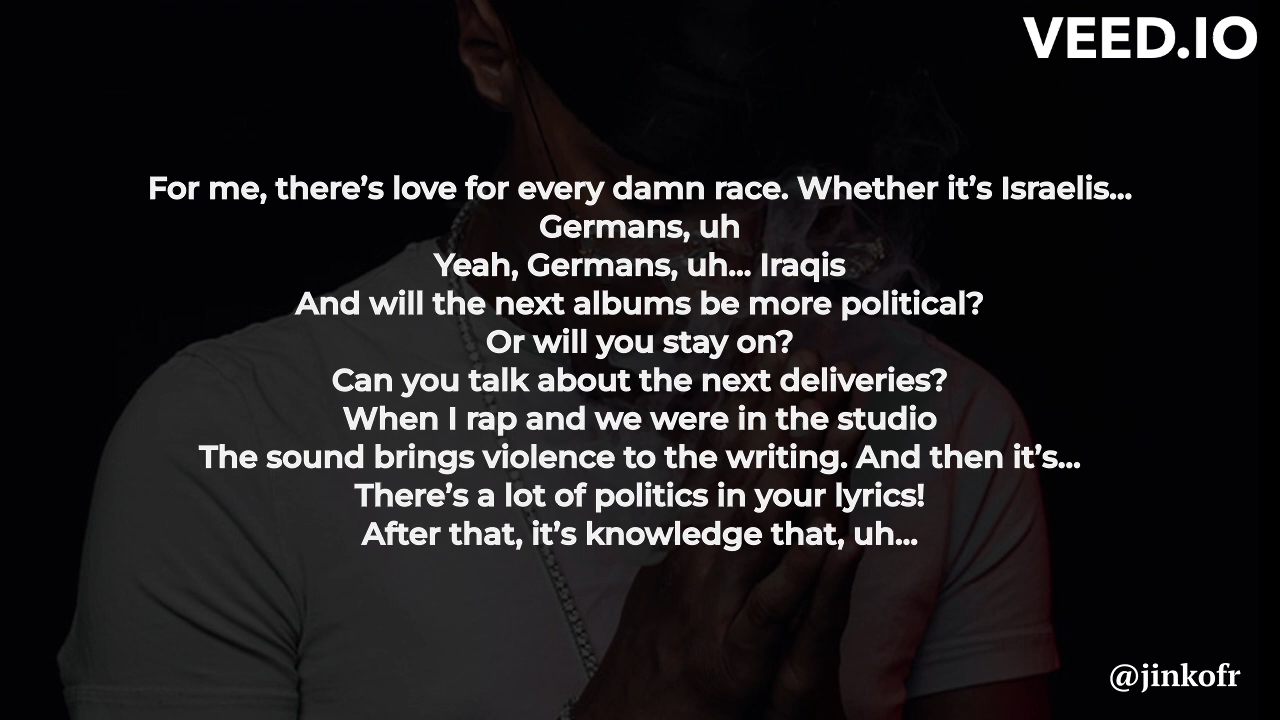 VEED.IO
For me, there’s love for every damn race. Whether it’s Israelis...
Germans, uh
Yeah, Germans, uh... Iraqis
And will the next albums be more political?
Or will you stay on?
Can you talk about the next deliveries?
When I rap and we were in the studio
The sound brings violence to the writing. And then it’s...
There’s a lot of politics in your lyrics!
After that, it’s knowledge that, uh...
@jinkofr